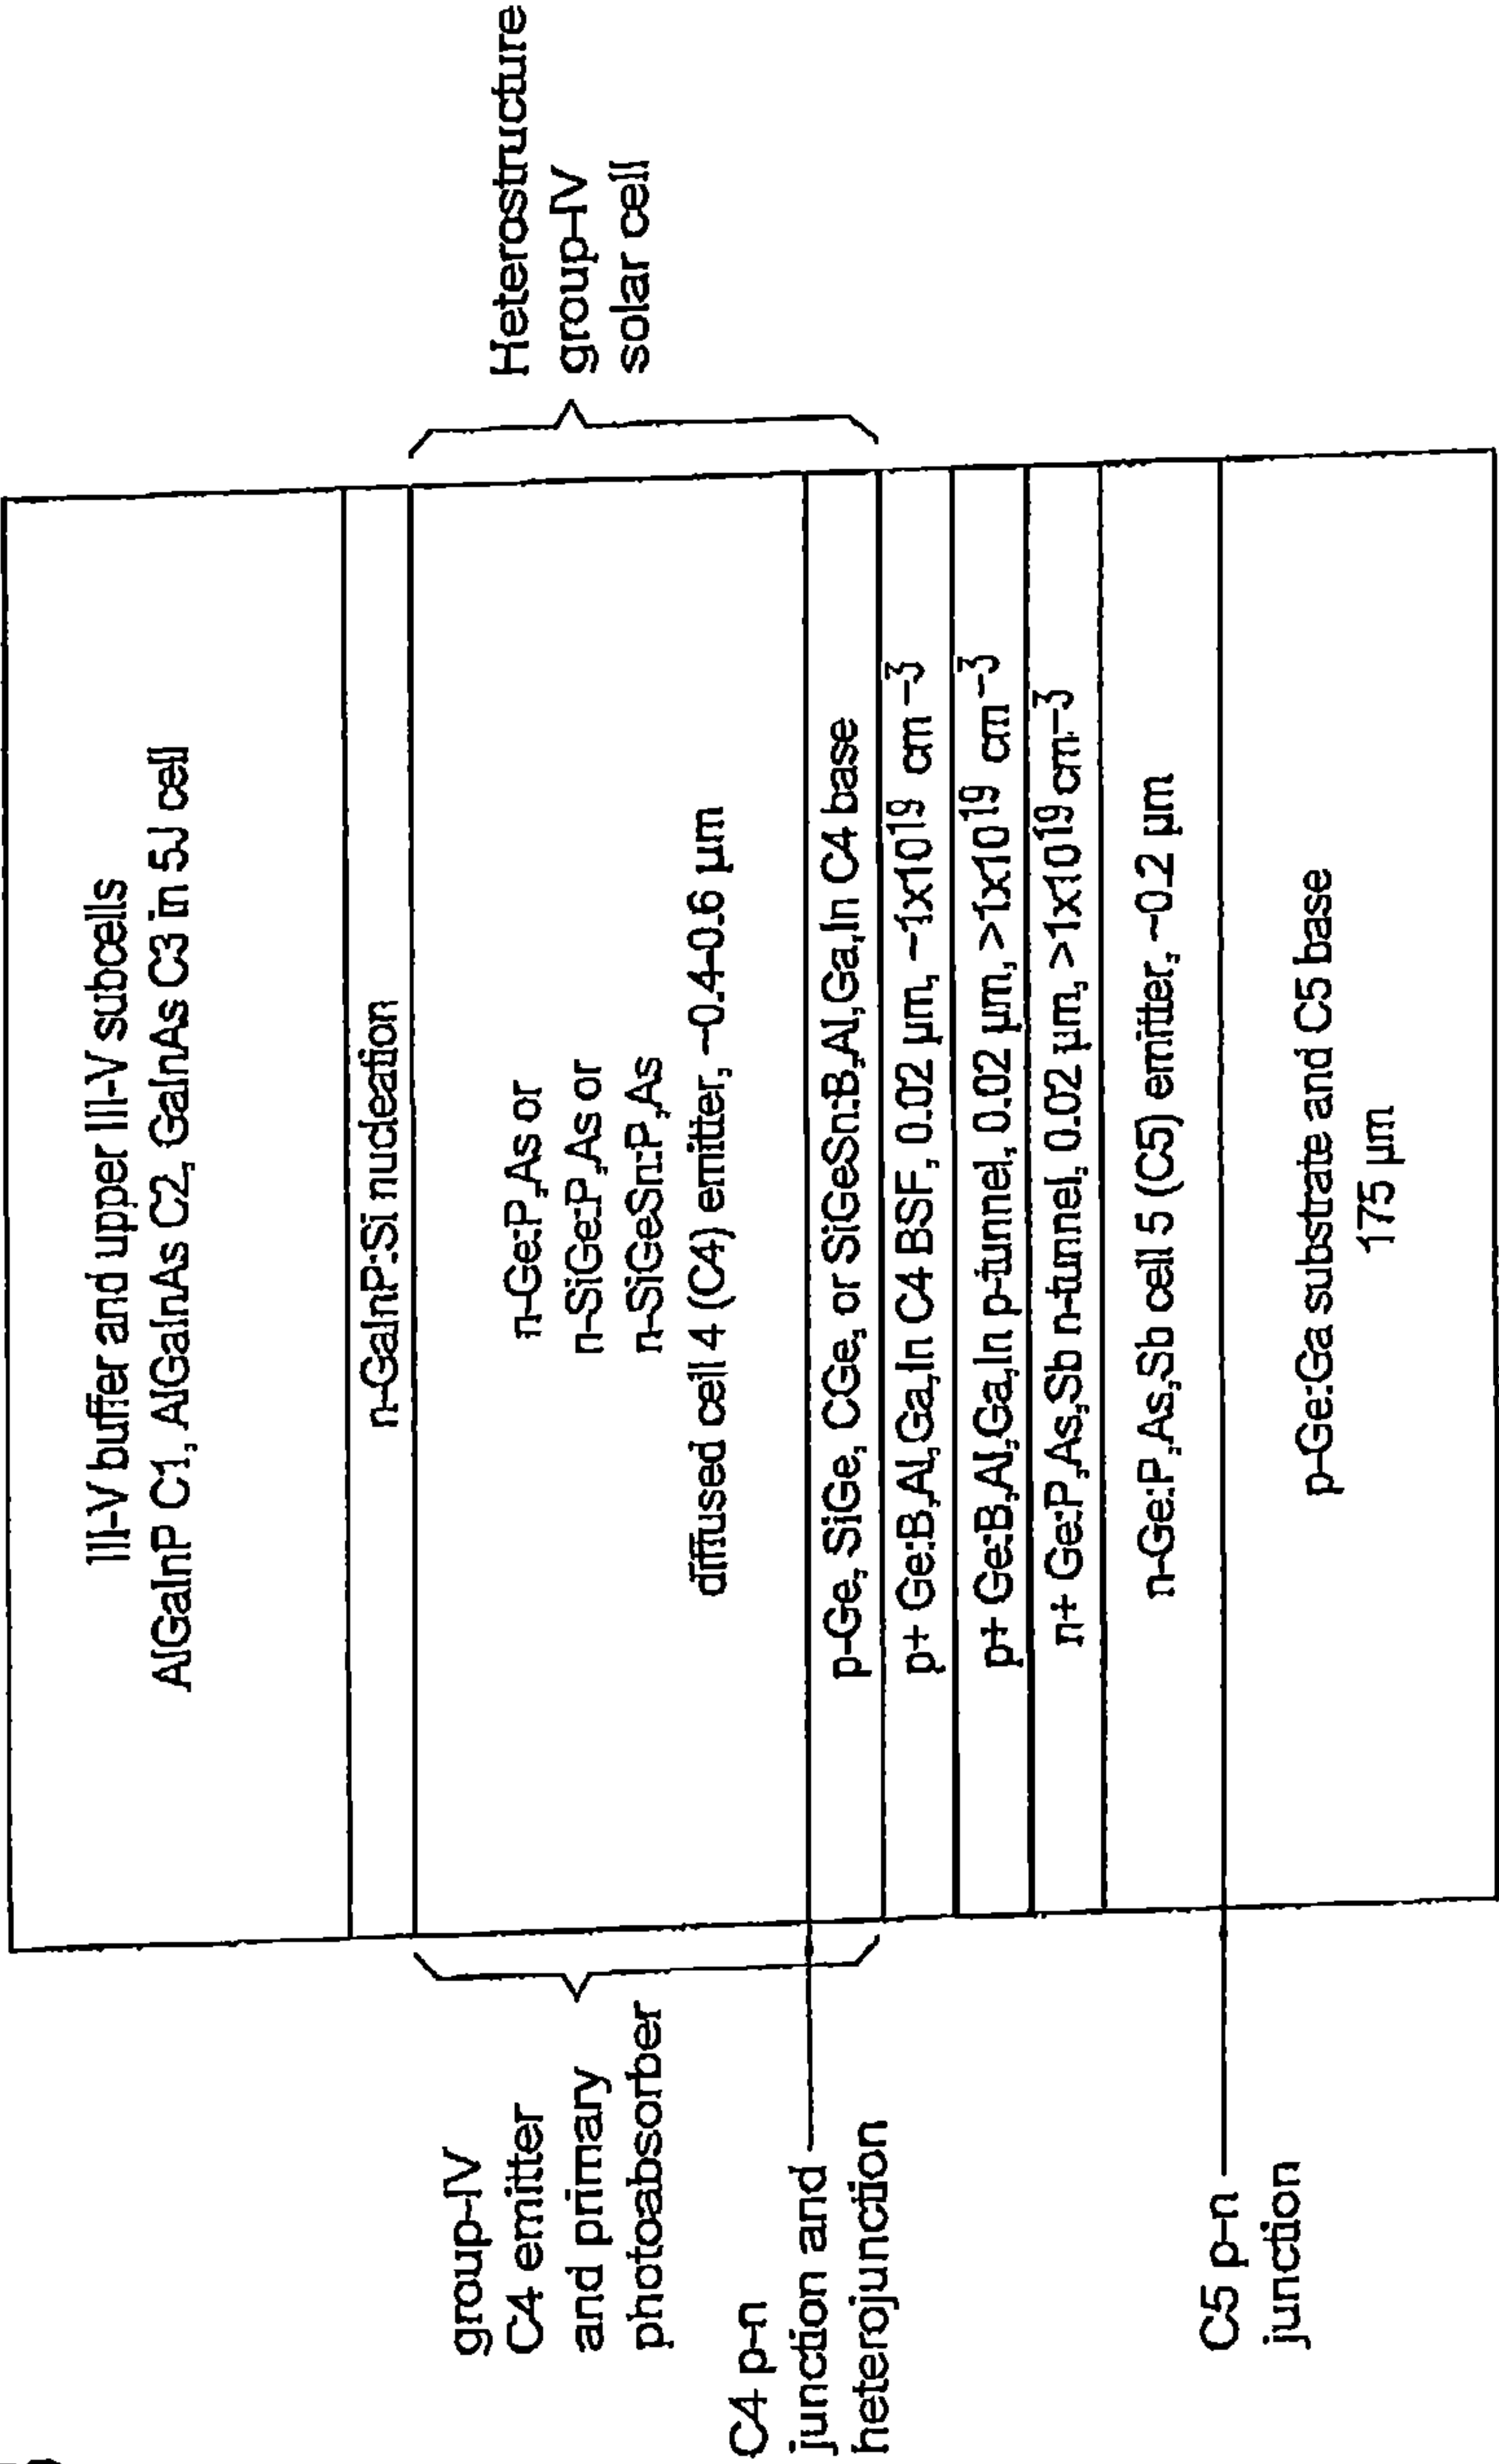 III-V buffer and upper III-V subcells
AlGaInP C1, AlGaInAs C2, GaInAs C3 in 5J cell
n-GaInP:Si nucleation
n-Ge:P,As or
n-SiGe:P,As or
n-SiGeSn:P,As
diffused cell 4 (C4) emitter, ~0.4-0.6 μm
p-Ge, SiGe, CGe, or SiGeSn:B,Al,Ga,In C4 base
p+ Ge:B,Al,Ga,In C4 BSF, 0.02 μm, ~1x10¹⁹ cm⁻³
p+ Ge:B,Al,Ga,In p-tunnel, 0.02 μm, >1x10¹⁹ cm⁻³
n+ Ge:P,As,Sb n-tunnel, 0.02 μm, >1x10¹⁹ cm⁻³
n-Ge:P,As,Sb cell 5 (C5) emitter, ~0.2 μm
p-Ge:Ga substrate and C5 base
175 μm
group-IV
C4 emitter
and primary
photoabsorber
C4 p-n
junction and
heterojunction
C5 p-n
junction
Heterostructure
group-IV
solar cell